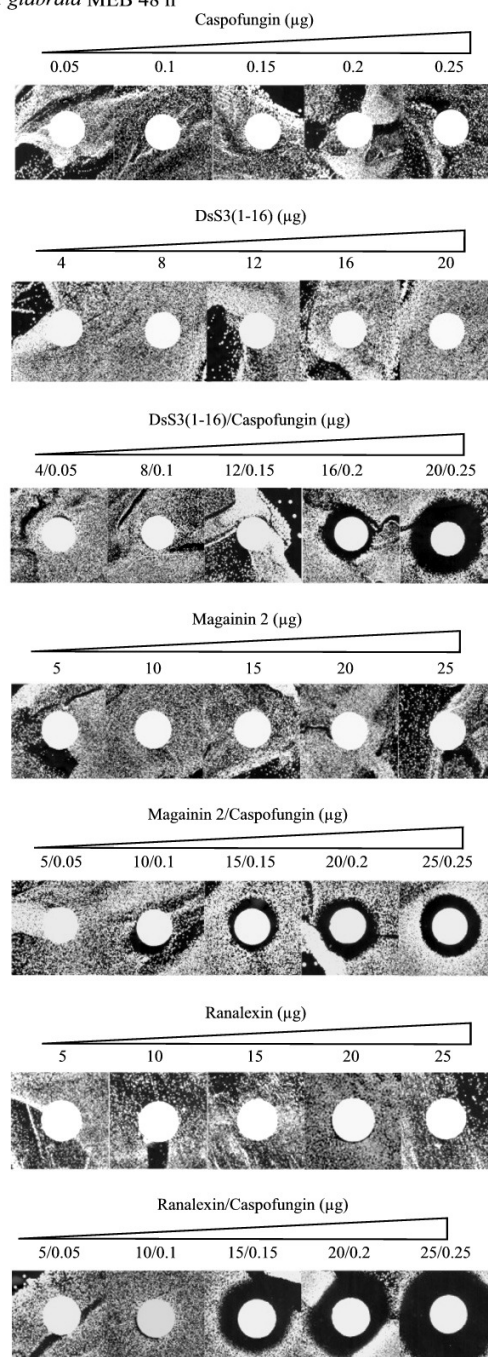 glabrata MEB 48 h
Caspofungin (µg)
0.05 0.1 0.15 0.2 0.25
DsS3(1-16) (µg)
4 8 12 16 20
DsS3(1-16)/Caspofungin (µg)
4/0.05 8/0.1 12/0.15 16/0.2 20/0.25
Magainin 2 (µg)
5 10 15 20 25
Magainin 2/Caspofungin (µg)
5/0.05 10/0.1 15/0.15 20/0.2 25/0.25
Ranalexin (µg)
5 10 15 20 25
Ranalexin/Caspofungin (µg)
5/0.05 10/0.1 15/0.15 20/0.2 25/0.25